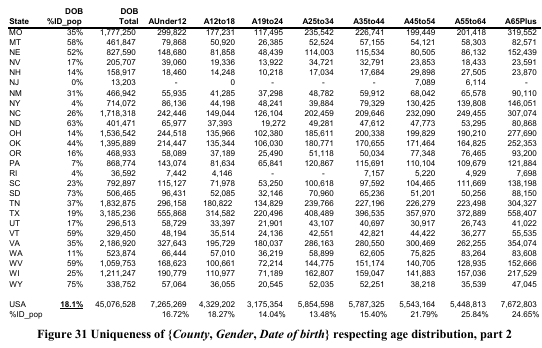 DOB DOB
State %ID_pop Total AUnder12 A12to18 A19to24 A25to34 A35to44 A45to54 A55to64 A65Plus
MO 35% 1,777,250 299,822 177,231 117,495 235,542 226,741 199,449 201,418 319,552
MT 58% 461,847 79,868 50,920 26,385 52,524 57,155 54,121 58,303 82,571
NE 52% 827,590 148,680 81,858 48,439 114,003 115,534 80,505 86,132 152,439
NV 17% 205,707 39,060 19,336 13,922 34,721 32,791 23,853 18,433 23,591
NH 14% 158,917 18,460 14,248 10,218 17,034 17,684 29,898 27,505 23,870
NJ 0% 13,203 - 0 - - - 7,089 6,114 -
NM 31% 466,942 55,935 41,285 37,298 48,782 59,912 68,042 65,578 90,110
NY 4% 714,072 86,136 44,198 48,241 39,884 79,329 130,425 139,808 146,051
NC 26% 1,718,318 242,446 149,044 126,104 202,459 209,646 232,090 249,455 307,074
ND 63% 401,471 65,977 37,393 19,272 49,281 47,612 47,773 53,295 80,868
OH 14% 1,536,542 244,518 135,966 102,380 185,611 200,338 199,829 190,210 277,690
OK 44% 1,395,889 214,447 135,344 106,030 180,771 170,655 171,464 164,825 252,353
OR 16% 468,933 58,089 37,189 25,490 51,118 50,034 77,348 76,465 93,200
PA 7% 868,774 143,074 81,634 65,841 120,867 115,691 110,104 109,679 121,884
RI 4% 36,592 7,442 4,146 - - 7,157 5,220 4,929 7,698
SC 23% 792,897 115,727 71,978 53,250 100,618 97,592 104,465 111,069 138,198
SD 73% 506,465 96,431 52,085 32,146 70,960 65,236 51,201 50,256 88,150
TN 37% 1,832,875 296,158 180,822 134,829 239,766 227,196 226,279 223,498 304,327
TX 19% 3,185,236 555,868 314,582 220,496 408,489 396,535 357,970 372,889 558,407
UT 17% 296,513 58,729 33,397 21,901 43,107 40,697 31,917 26,743 41,022
VT 59% 329,450 48,194 35,514 24,136 42,551 42,821 44,422 36,277 55,535
VA 35% 2,186,920 327,643 195,729 180,037 286,163 280,550 300,469 262,255 354,074
WA 11% 523,874 66,444 57,010 36,219 58,899 62,605 75,825 83,264 83,608
WV 59% 1,059,753 168,623 100,661 72,214 144,775 151,174 140,705 128,935 152,666
WI 25% 1,211,247 190,779 110,977 71,189 162,807 159,047 141,883 157,036 217,529
WY 75% 338,752 57,064 36,055 20,545 52,035 52,251 38,218 35,539 47,045
USA 18.1% 45,076,528 7,265,269 4,329,202 3,175,354 5,854,598 5,787,325 5,543,164 5,448,813 7,672,803
%ID_pop 16.72% 18.27% 14.04% 13.48% 15.40% 21.79% 25.84% 24.65%
Figure 31 Uniqueness of {County, Gender, Date of birth} respecting age distribution, part 2